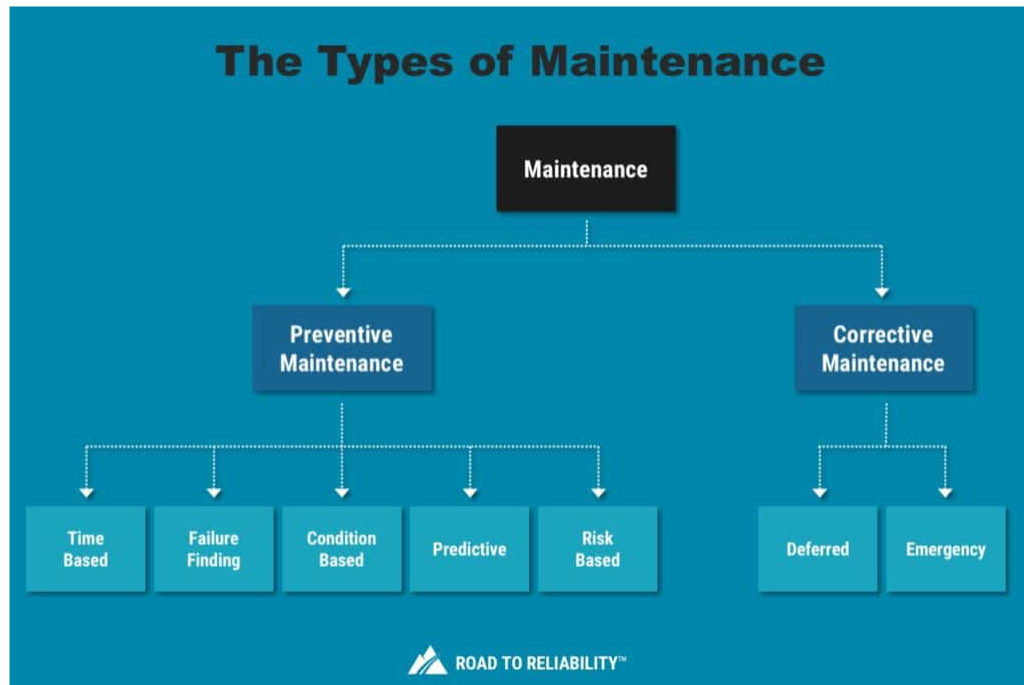 The Types of Maintenance
Maintenance
Preventive
Maintenance
Corrective
Maintenance
Time
Based
Failure
Finding
Condition
Based
Predictive
Risk
Based
Deferred
Emergency
ROAD TO RELIABILITY™